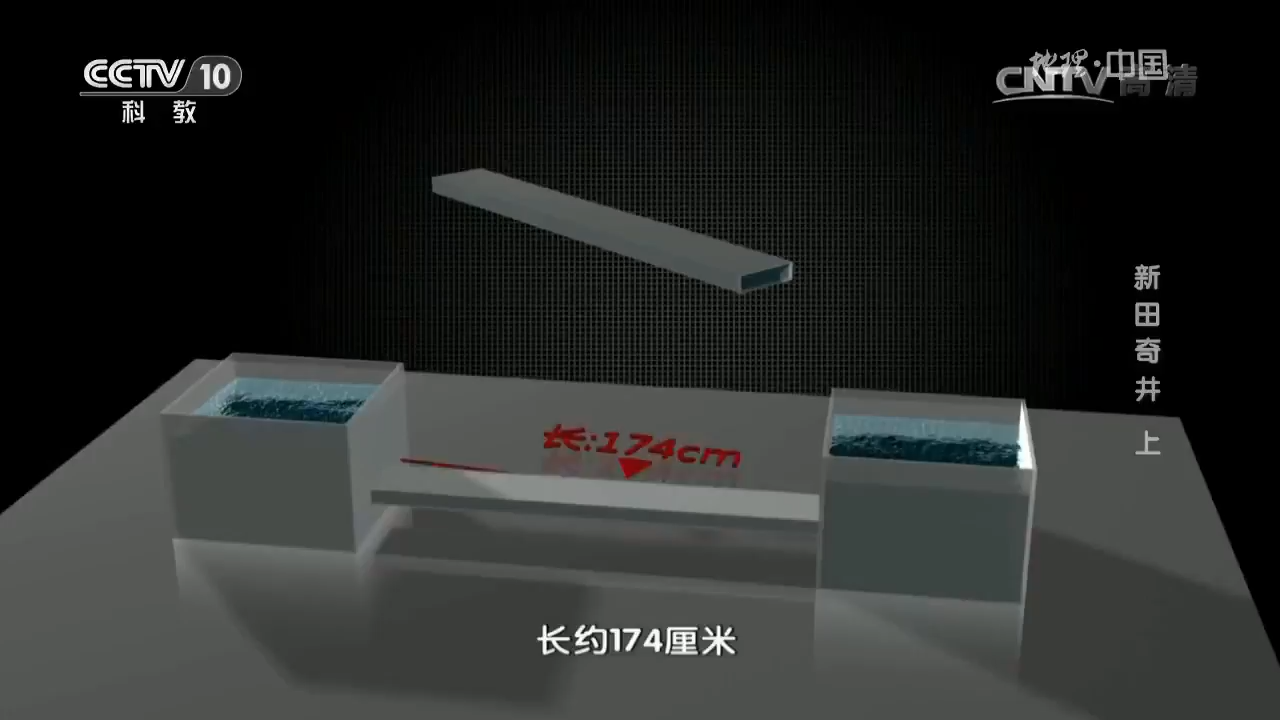 CCTV 10
科教
地理·中国
CNTV 高清
新田奇井 上
长:174cm
长约174厘米